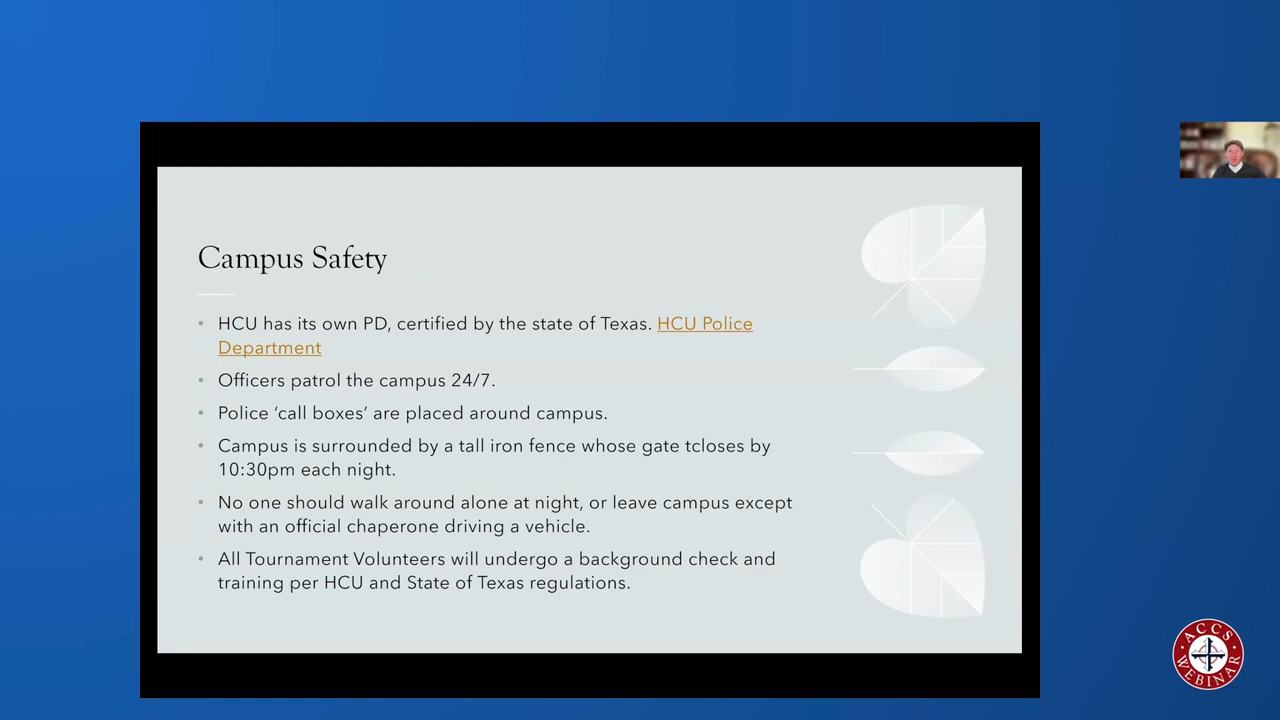 Campus Safety
• HCU has its own PD, certified by the state of Texas. HCU Police
Department
• Officers patrol the campus 24/7.
• Police ‘call boxes’ are placed around campus.
• Campus is surrounded by a tall iron fence whose gate tcloses by
10:30pm each night.
• No one should walk around alone at night, or leave campus except
with an official chaperone driving a vehicle.
• All Tournament Volunteers will undergo a background check and
training per HCU and State of Texas regulations.
ACCS
WEBINAR